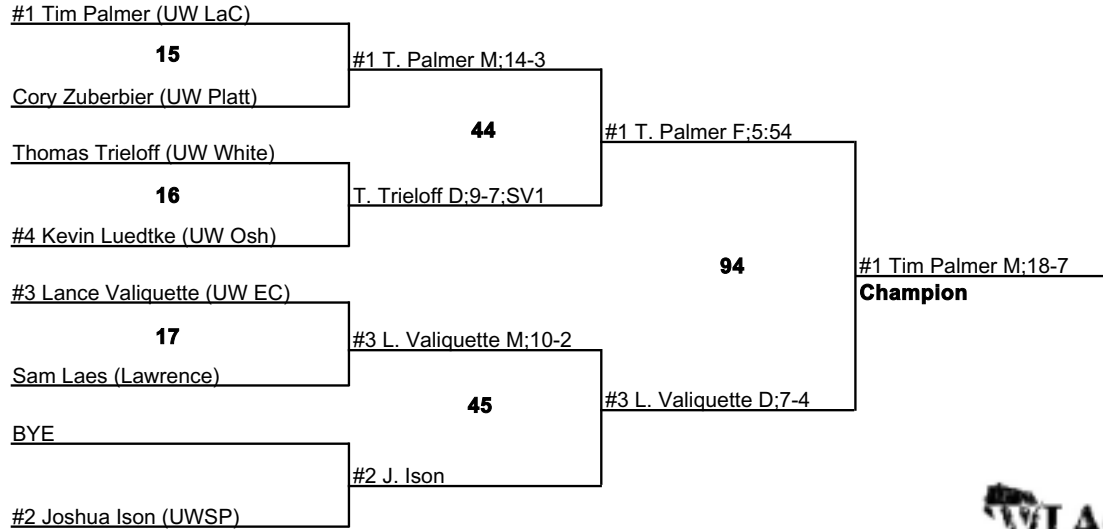 #1 Tim Palmer (UW LaC)
15
#1 T. Palmer M;14-3
Cory Zuberbier (UW Platt)
44
#1 T. Palmer F;5:54
Thomas Trieloff (UW White)
16
T. Trieloff D;9-7;SV1
#4 Kevin Luedtke (UW Osh)
94
#1 Tim Palmer M;18-7
Champion
#3 Lance Valiquette (UW EC)
17
#3 L. Valiquette M;10-2
Sam Laes (Lawrence)
45
#3 L. Valiquette D;7-4
BYE
#2 J. Ison
#2 Joshua Ison (UWSP)